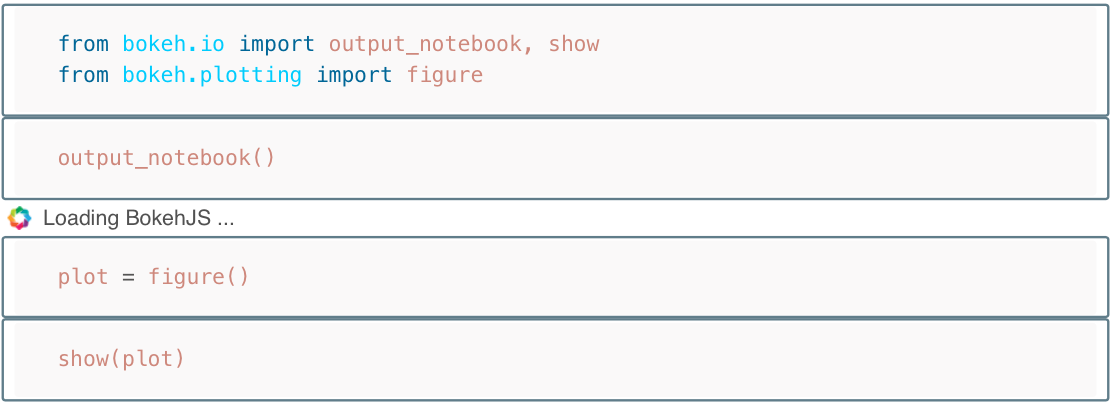 from bokeh.io import output_notebook, show
from bokeh.plotting import figure
output_notebook()
Loading BokehJS ...
plot = figure()
show(plot)